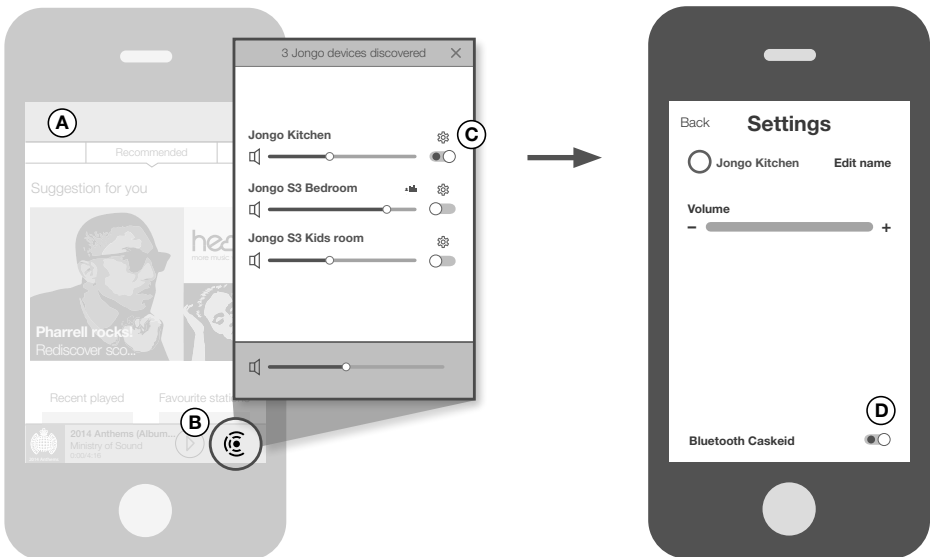 3 Jongo devices discovered
A
Recommended
Suggestion for you
Jongo Kitchen
C
Jongo S3 Bedroom
Jongo S3 Kids room
Pharrell rocks!
Rediscover sco...
Recent played
Favourite stati
B
2014 Anthems (Album...
Ministry of Sound
Back
Settings
Jongo Kitchen
Edit name
Volume
– +
D
Bluetooth Caskeid